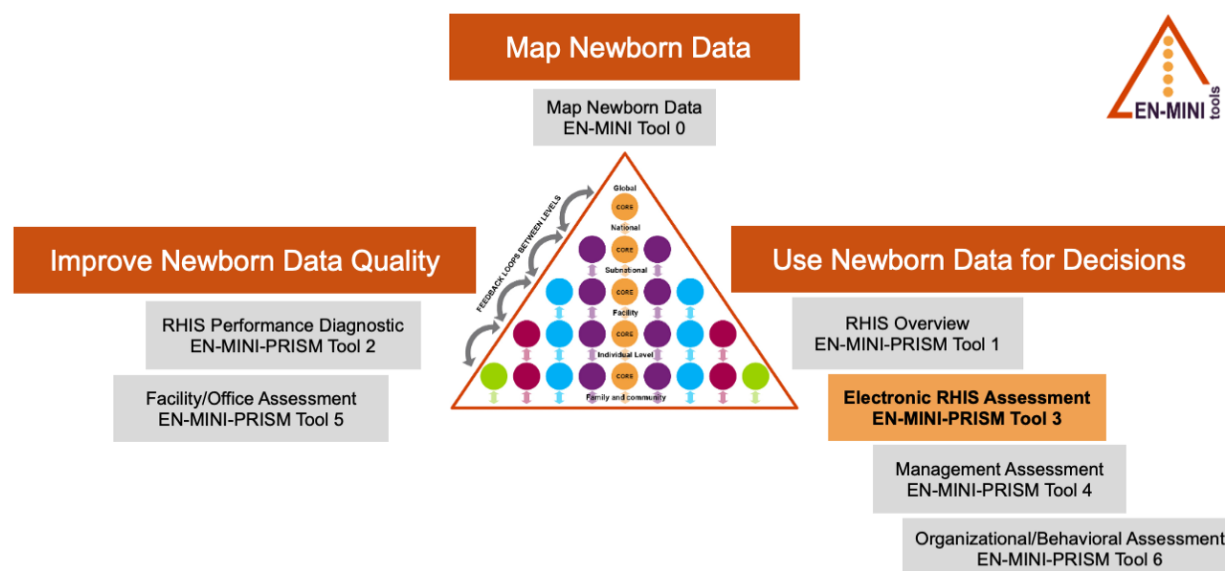 Map Newborn Data
Map Newborn Data
EN-MINI Tool 0
EN-MINI
tools
FEEDBACK LOOPS BETWEEN LEVELS
Global
CORE
National
CORE
Subnational
CORE
Facility
CORE
Individual Level
CORE
Family and community
Improve Newborn Data Quality
RHIS Performance Diagnostic
EN-MINI-PRISM Tool 2
Facility/Office Assessment
EN-MINI-PRISM Tool 5
Use Newborn Data for Decisions
RHIS Overview
EN-MINI-PRISM Tool 1
Electronic RHIS Assessment
EN-MINI-PRISM Tool 3
Management Assessment
EN-MINI-PRISM Tool 4
Organizational/Behavioral Assessment
EN-MINI-PRISM Tool 6